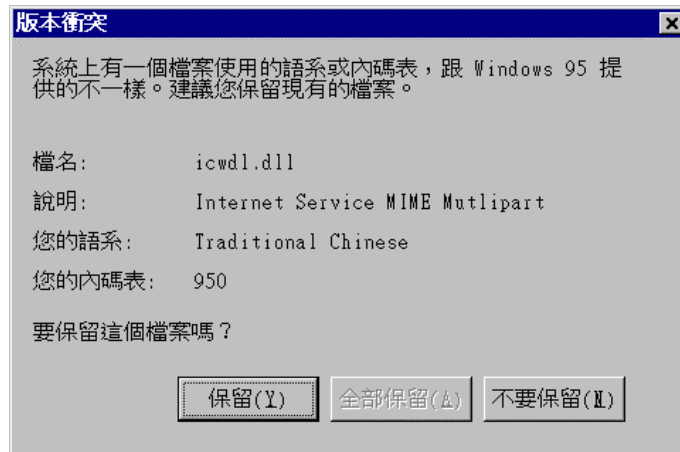 版本衝突
系統上有一個檔案使用的語系或內碼表，跟 Windows 95 提
供的不一樣。建議您保留現有的檔案。
檔名: icwdl.dll
說明: Internet Service MIME Mutlipart
您的語系: Traditional Chinese
您的內碼表: 950
要保留這個檔案嗎？
保留(Y) 全部保留(A) 不要保留(N)